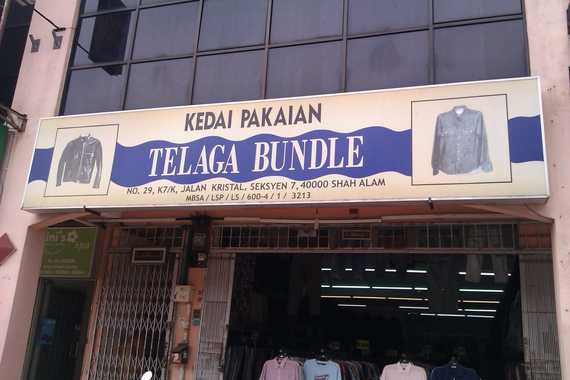 KEDAI PAKAIAN
TELAGA BUNDLE
NO. 29, K7/K, JALAN KRISTAL, SEKSYEN 7, 40000 SHAH ALAM
MBSA / LSP / LS / 600-4 / 1 / 3213
ini's